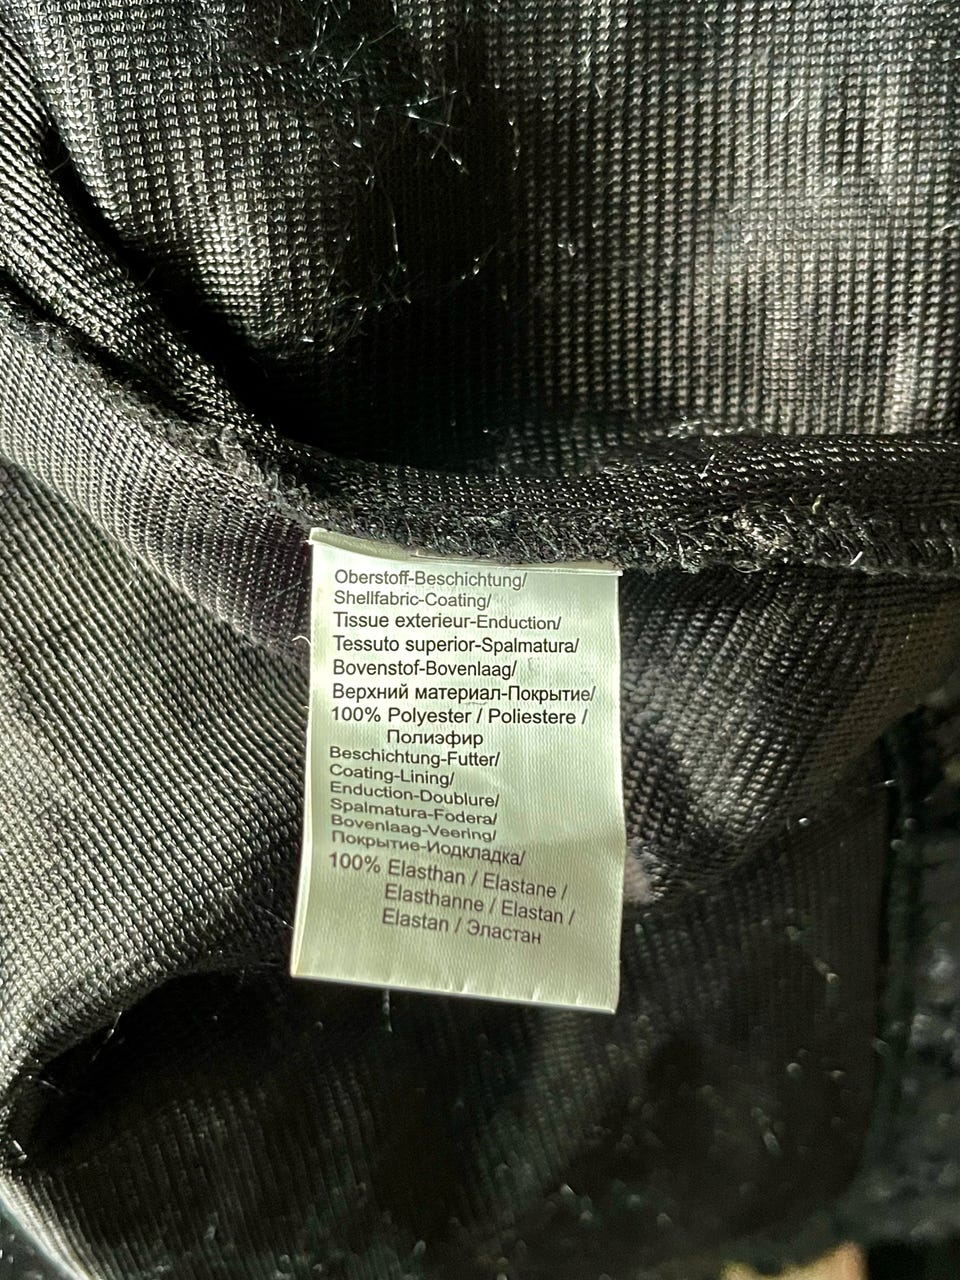 Oberstoff-Beschichtung/
Shellfabric-Coating/
Tissue exterieur-Enduction/
Tessuto superior-Spalmatura/
Bovenstof-Bovenlaag/
Верхний материал-Покрытие/
100% Polyester / Poliestere /
Полиэфир
Beschichtung-Futter/
Coating-Lining/
Enduction-Doublure/
Spalmatura-Fodera/
Bovenlaag-Veering/
Покрытие-Иодкладка/
100% Elasthan / Elastane /
Elasthanne / Elastan /
Elastan / Эластан